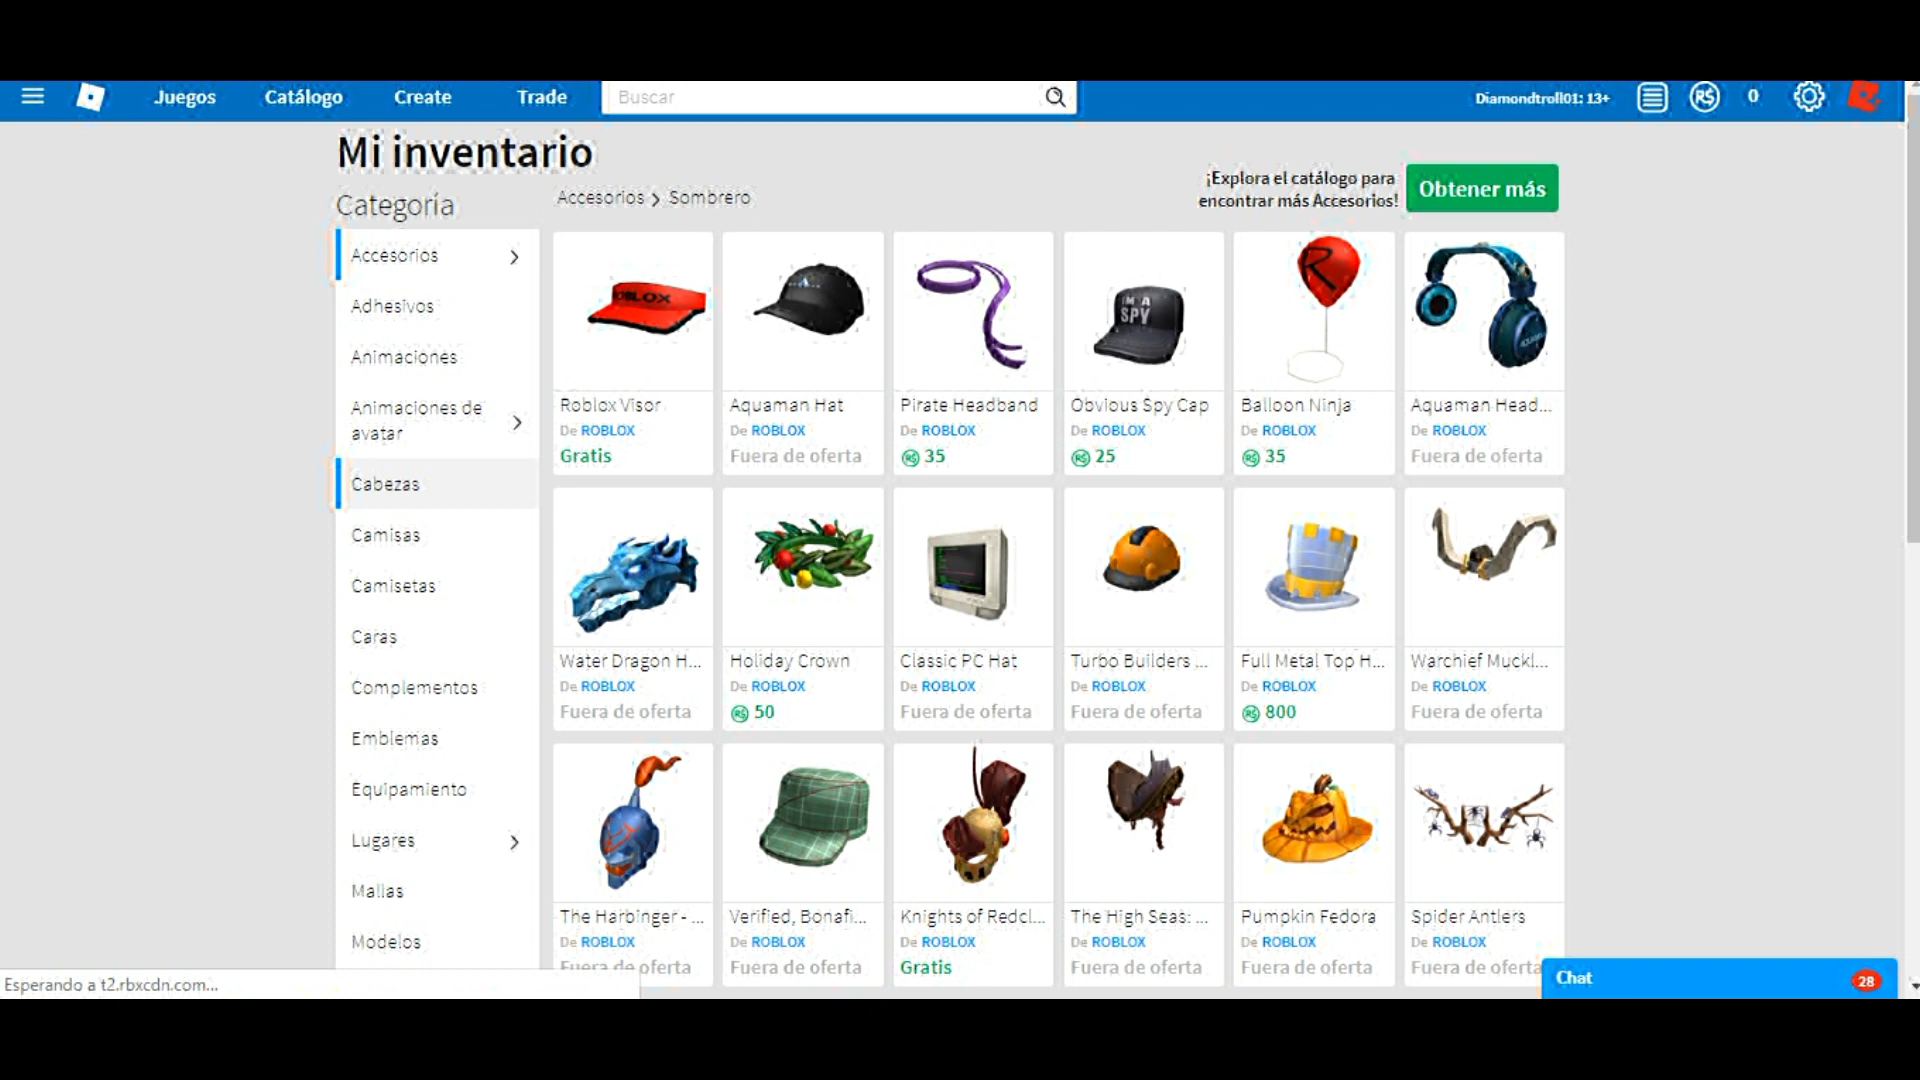 Juegos Catálogo Create Trade Buscar Diamondtroll01: 13+ R$ 0
Mi inventario
Categoría
Accesorios > Sombrero
¡Explora el catálogo para
encontrar más Accesorios!
Obtener más
Accesorios
Adhesivos
Animaciones
Animaciones de
avatar
Cabezas
Camisas
Camisetas
Caras
Complementos
Emblemas
Equipamiento
Lugares
Mallas
Modelos
ROBLOX
I'M A
SPY
R
Roblox Visor Aquaman Hat Pirate Headband Obvious Spy Cap Balloon Ninja Aquaman Head...
De ROBLOX De ROBLOX De ROBLOX De ROBLOX De ROBLOX De ROBLOX
Gratis Fuera de oferta R$ 35 R$ 25 R$ 35 Fuera de oferta
Water Dragon H... Holiday Crown Classic PC Hat Turbo Builders ... Full Metal Top H... Warchief Muckl...
De ROBLOX De ROBLOX De ROBLOX De ROBLOX De ROBLOX De ROBLOX
Fuera de oferta R$ 50 Fuera de oferta Fuera de oferta R$ 800 Fuera de oferta
The Harbinger - ... Verified, Bonafi... Knights of Redcl... The High Seas: ... Pumpkin Fedora Spider Antlers
De ROBLOX De ROBLOX De ROBLOX De ROBLOX De ROBLOX De ROBLOX
Fuera de oferta Fuera de oferta Gratis Fuera de oferta Fuera de oferta Fuera de oferta
Esperando a t2.rbxcdn.com...
Chat 28